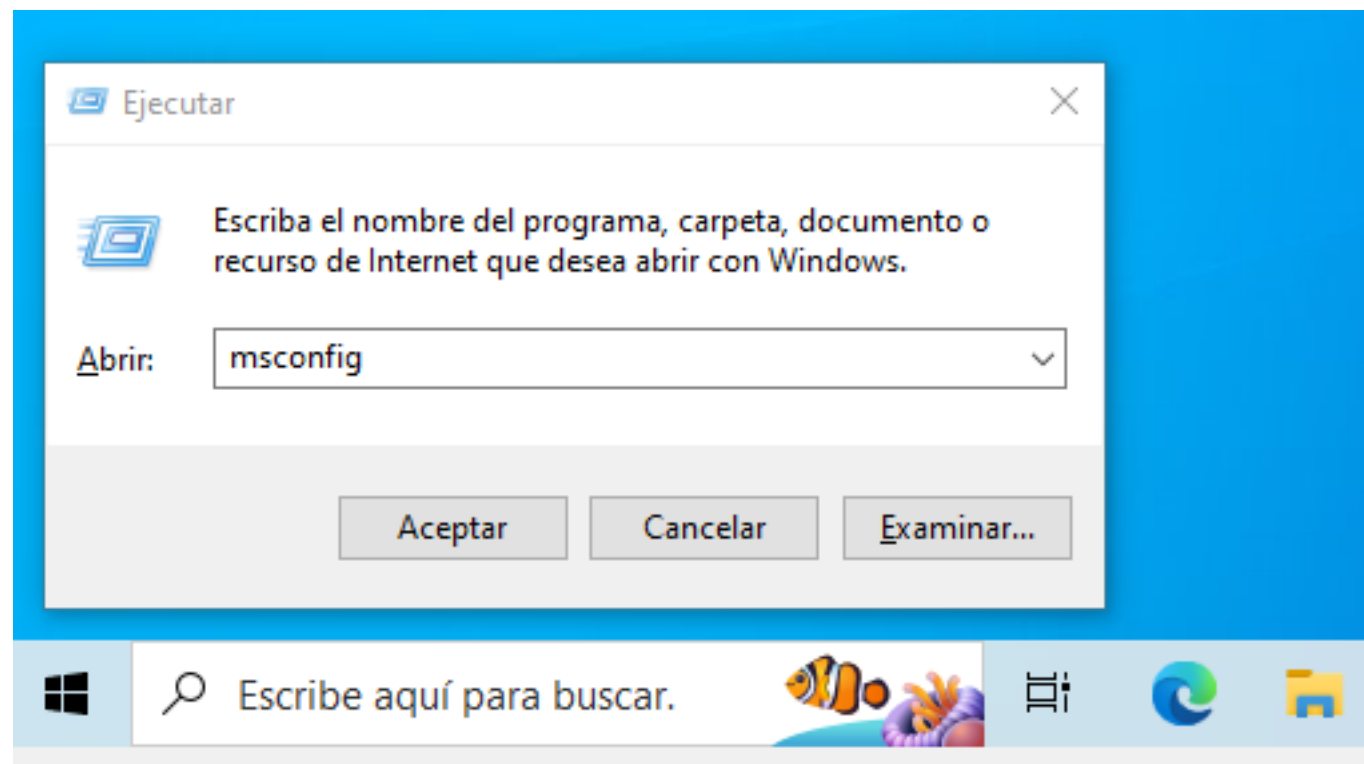 Ejecutar
Escriba el nombre del programa, carpeta, documento o
recurso de Internet que desea abrir con Windows.
Abrir: msconfig
Aceptar Cancelar Examinar...
Escribe aquí para buscar.